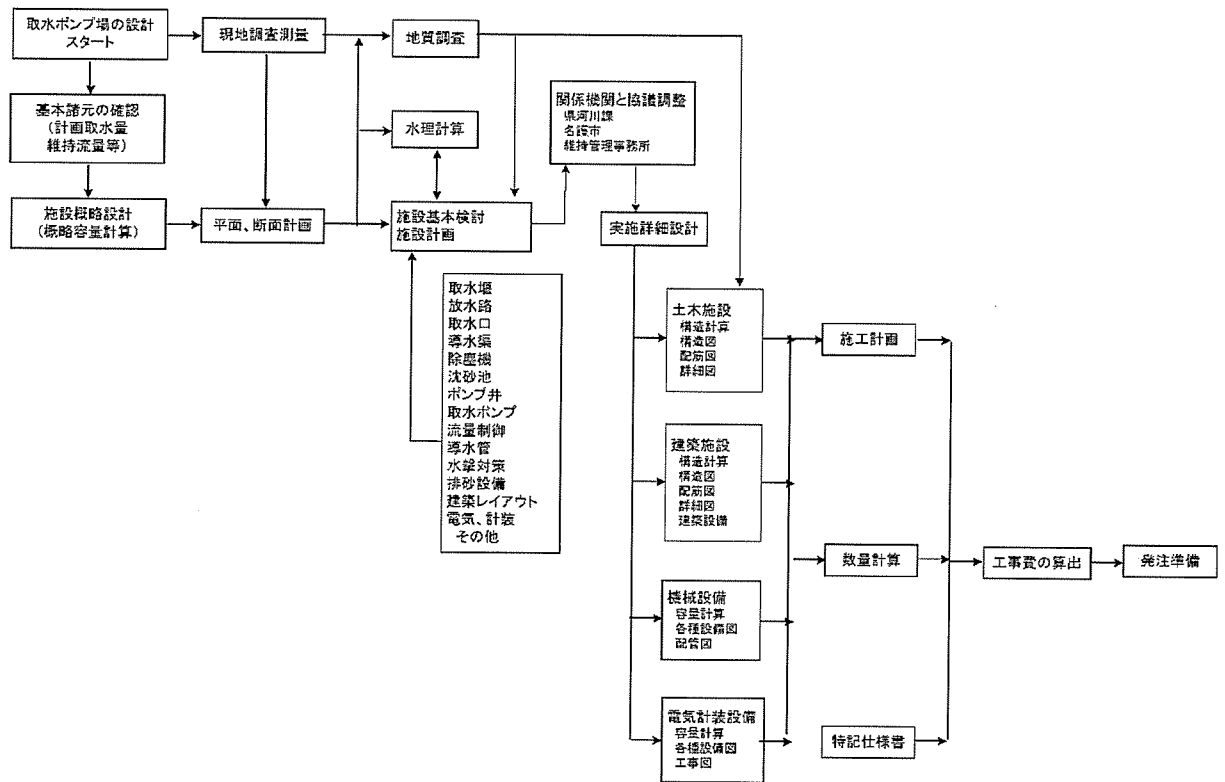 取水ポンプ場の設計
スタート
現地調査測量
地質調査
基本諸元の確認
(計画取水量
維持流量等)
水理計算
関係機関と協議調整
県河川課
名護市
維持管理事務所
施設概略設計
(概略容量計算)
平面、断面計画
施設基本検討
施設計画
実施詳細設計
取水堰
放水路
取水口
導水渠
除塵機
沈砂池
ポンプ井
取水ポンプ
流量制御
導水管
水撃対策
排砂設備
建築レイアウト
電気、計装
その他
土木施設
構造計算
構造図
配筋図
詳細図
建築施設
構造計算
構造図
配筋図
詳細図
建築設備
機械設備
容量計算
各種設備図
配管図
電気計装設備
容量計算
各種設備図
工事図
施工計画
数量計算
特記仕様書
工事費の算出
発注準備